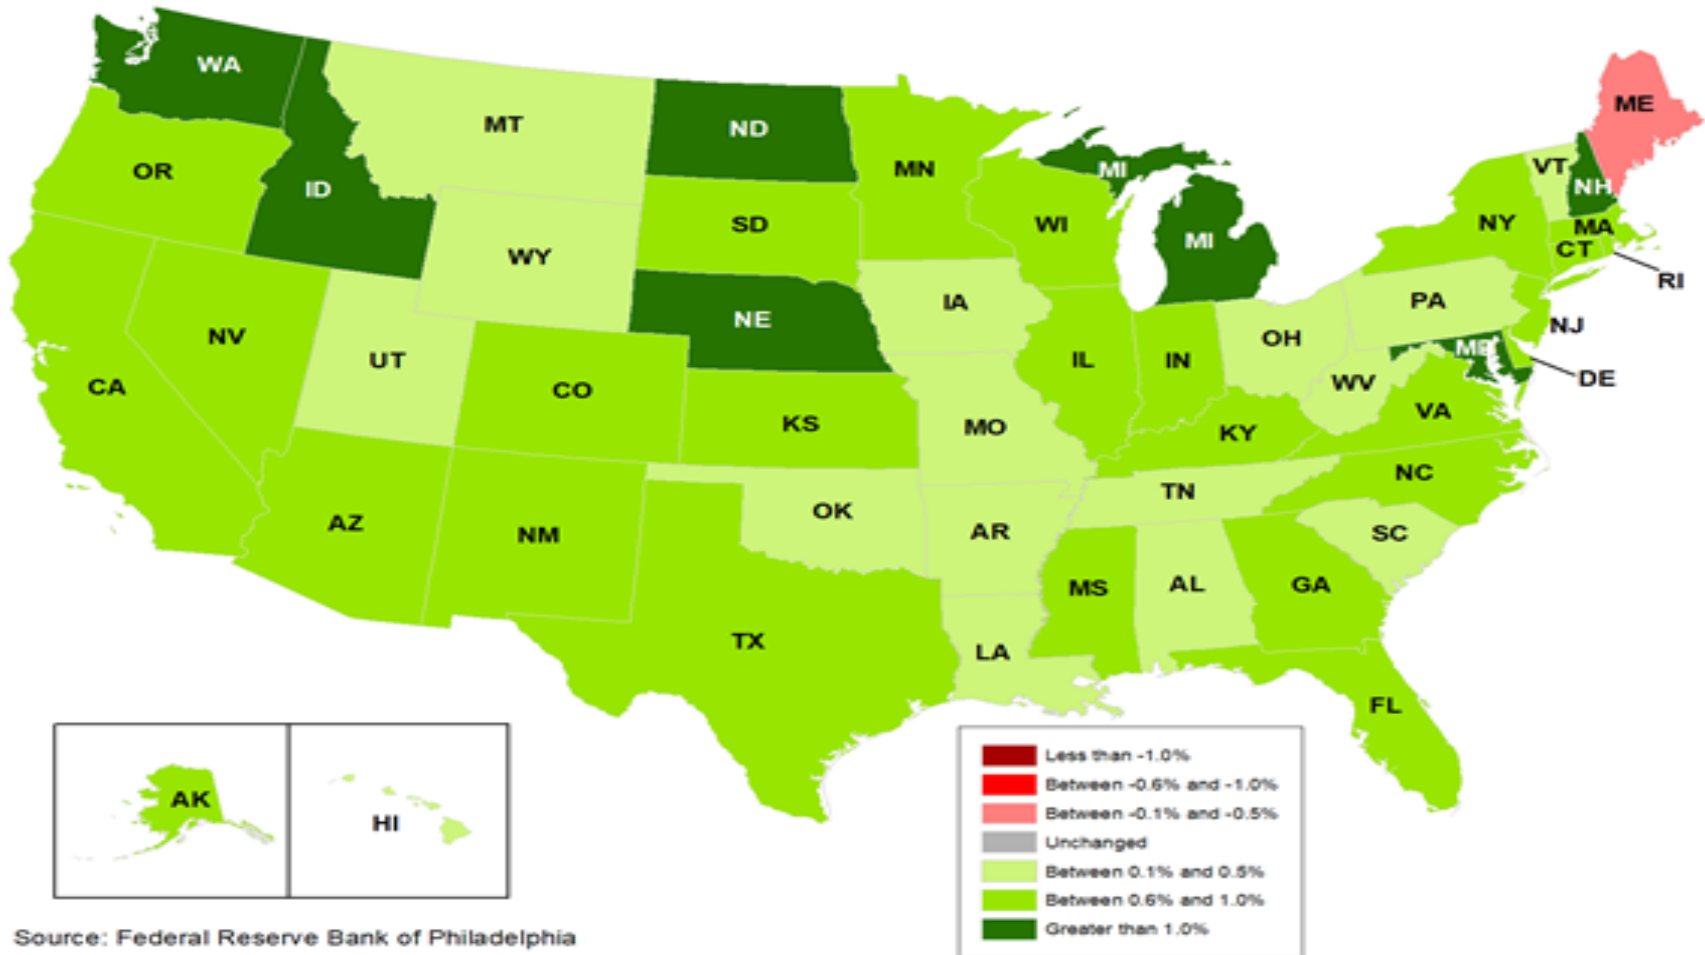 WA
MT
ND
MN
ME
OR
ID
MI
VT
NH
SD
WI
NY
MA
WY
MI
CT
RI
IA
PA
NE
NJ
NV
UT
OH
MD
CA
CO
IL
IN
WV
DE
KS
MO
KY
VA
NC
TN
AZ
NM
OK
AR
SC
MS
AL
GA
TX
LA
FL
AK
HI
Less than -1.0%
Between -0.6% and -1.0%
Between -0.1% and -0.5%
Unchanged
Between 0.1% and 0.5%
Between 0.6% and 1.0%
Greater than 1.0%
Source: Federal Reserve Bank of Philadelphia